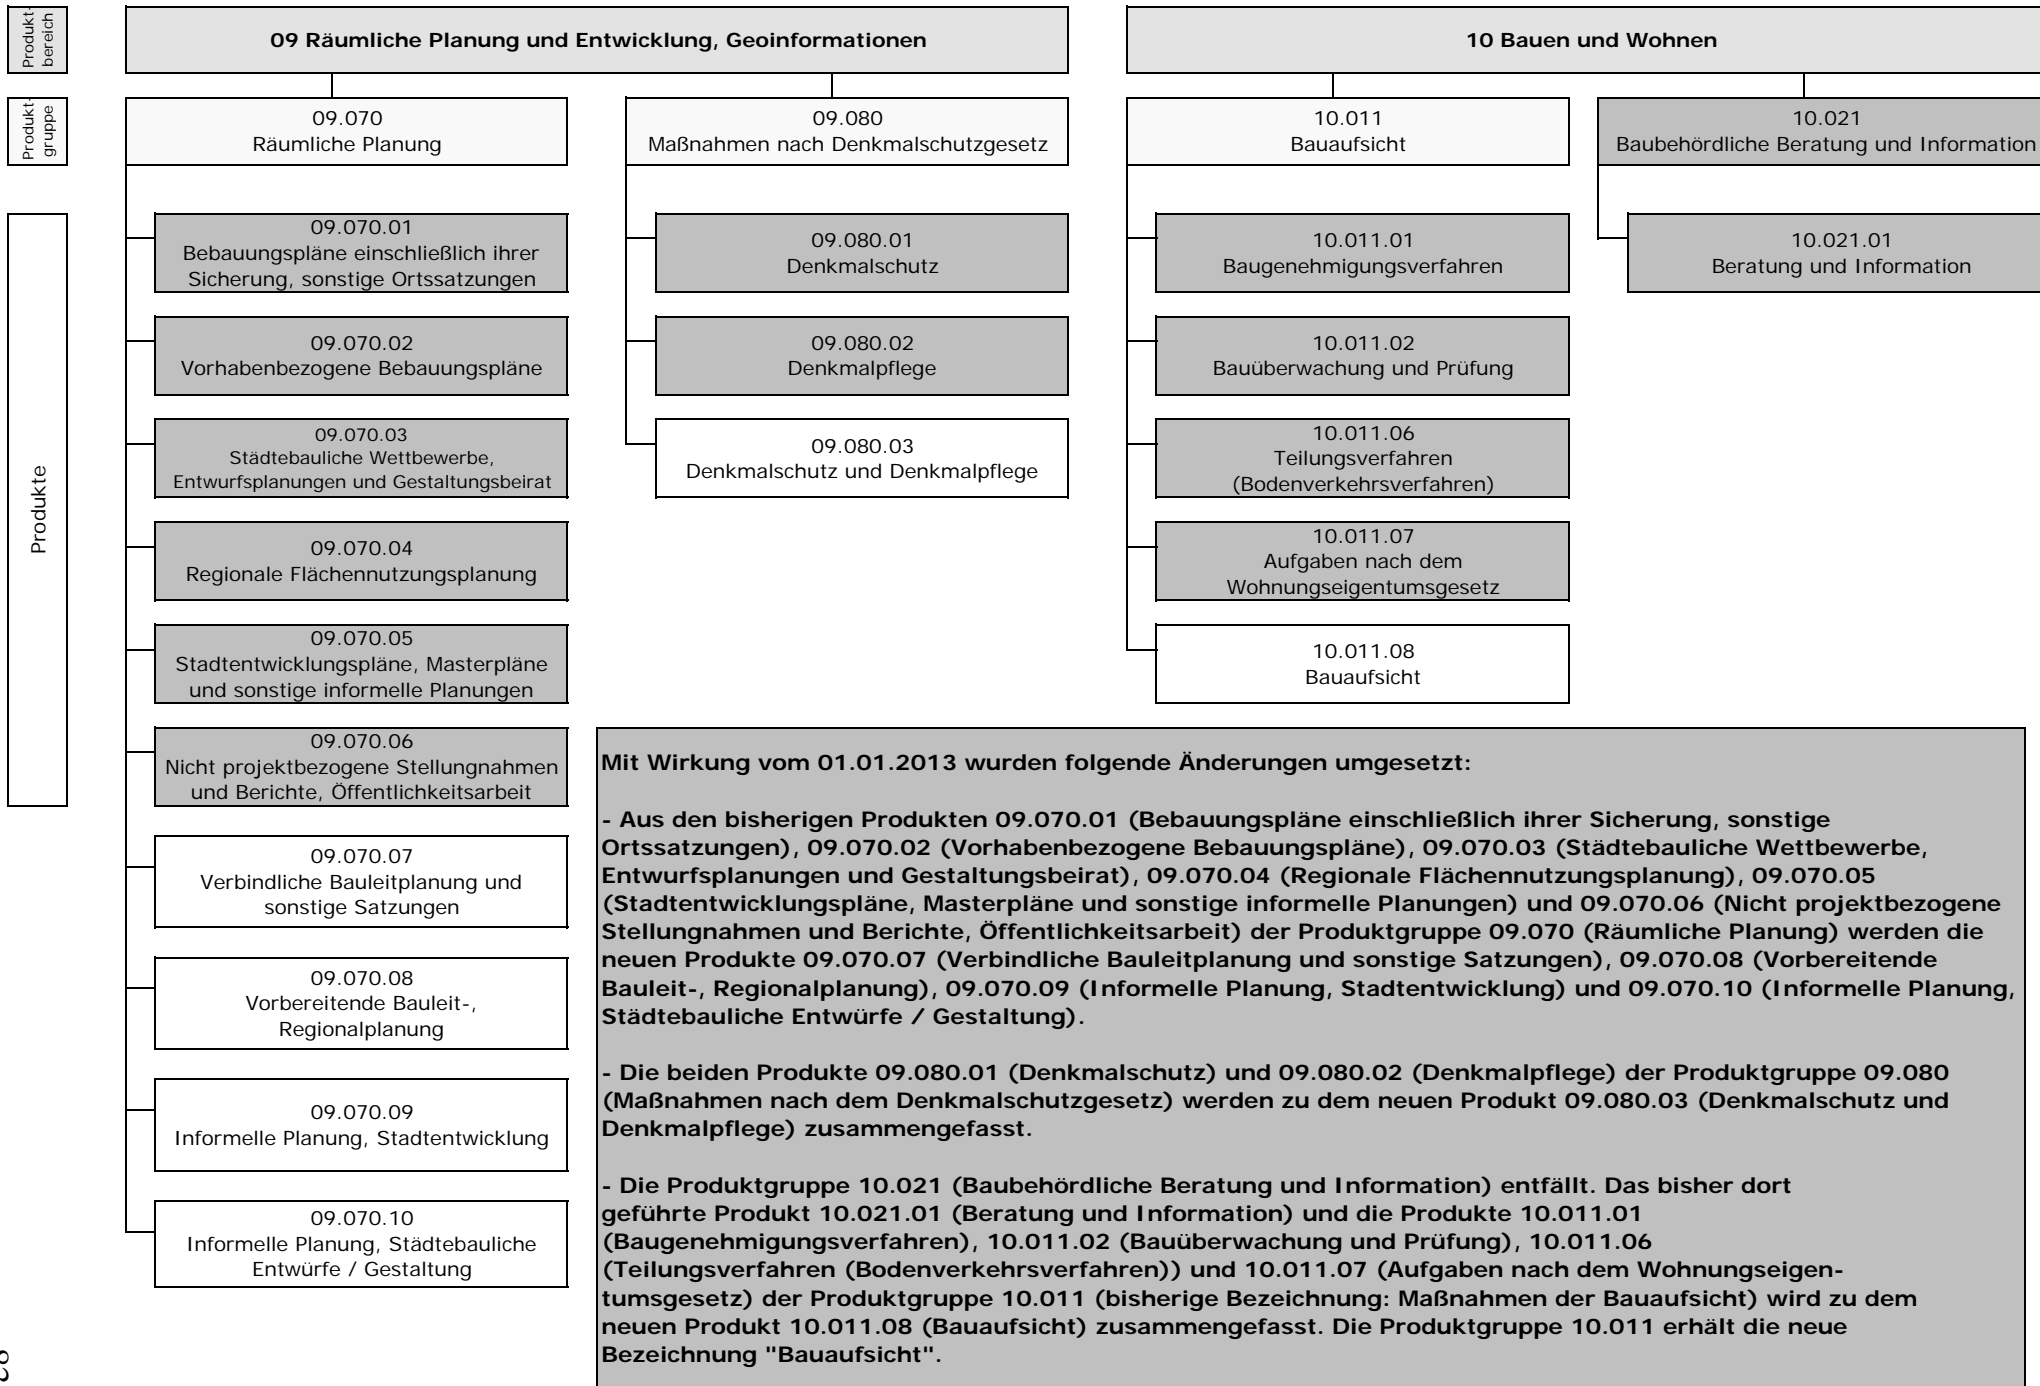 Produkt-
bereich
09 Räumliche Planung und Entwicklung, Geoinformationen
10 Bauen und Wohnen
Produkt-
gruppe
09.070
Räumliche Planung
09.080
Maßnahmen nach Denkmalschutzgesetz
10.011
Bauaufsicht
10.021
Baubehördliche Beratung und Information
Produkte
09.070.01
Bebauungspläne einschließlich ihrer
Sicherung, sonstige Ortssatzungen
09.070.02
Vorhabenbezogene Bebauungspläne
09.070.03
Städtebauliche Wettbewerbe,
Entwurfsplanungen und Gestaltungsbeirat
09.070.04
Regionale Flächennutzungsplanung
09.070.05
Stadtentwicklungspläne, Masterpläne
und sonstige informelle Planungen
09.070.06
Nicht projektbezogene Stellungnahmen
und Berichte, Öffentlichkeitsarbeit
09.070.07
Verbindliche Bauleitplanung und
sonstige Satzungen
09.070.08
Vorbereitende Bauleit-,
Regionalplanung
09.070.09
Informelle Planung, Stadtentwicklung
09.070.10
Informelle Planung, Städtebauliche
Entwürfe / Gestaltung
09.080.01
Denkmalschutz
09.080.02
Denkmalpflege
09.080.03
Denkmalschutz und Denkmalpflege
10.011.01
Baugenehmigungsverfahren
10.011.02
Bauüberwachung und Prüfung
10.011.06
Teilungsverfahren
(Bodenverkehrsverfahren)
10.011.07
Aufgaben nach dem
Wohnungseigentumsgesetz
10.011.08
Bauaufsicht
10.021.01
Beratung und Information
Mit Wirkung vom 01.01.2013 wurden folgende Änderungen umgesetzt:
- Aus den bisherigen Produkten 09.070.01 (Bebauungspläne einschließlich ihrer Sicherung, sonstige
Ortssatzungen), 09.070.02 (Vorhabenbezogene Bebauungspläne), 09.070.03 (Städtebauliche Wettbewerbe,
Entwurfsplanungen und Gestaltungsbeirat), 09.070.04 (Regionale Flächennutzungsplanung), 09.070.05
(Stadtentwicklungspläne, Masterpläne und sonstige informelle Planungen) und 09.070.06 (Nicht projektbezogene
Stellungnahmen und Berichte, Öffentlichkeitsarbeit) der Produktgruppe 09.070 (Räumliche Planung) werden die
neuen Produkte 09.070.07 (Verbindliche Bauleitplanung und sonstige Satzungen), 09.070.08 (Vorbereitende
Bauleit-, Regionalplanung), 09.070.09 (Informelle Planung, Stadtentwicklung) und 09.070.10 (Informelle Planung,
Städtebauliche Entwürfe / Gestaltung).
- Die beiden Produkte 09.080.01 (Denkmalschutz) und 09.080.02 (Denkmalpflege) der Produktgruppe 09.080
(Maßnahmen nach dem Denkmalschutzgesetz) werden zu dem neuen Produkt 09.080.03 (Denkmalschutz und
Denkmalpflege) zusammengefasst.
- Die Produktgruppe 10.021 (Baubehördliche Beratung und Information) entfällt. Das bisher dort
geführte Produkt 10.021.01 (Beratung und Information) und die Produkte 10.011.01
(Baugenehmigungsverfahren), 10.011.02 (Bauüberwachung und Prüfung), 10.011.06
(Teilungsverfahren (Bodenverkehrsverfahren)) und 10.011.07 (Aufgaben nach dem Wohnungseigen-
tumsgesetz) der Produktgruppe 10.011 (bisherige Bezeichnung: Maßnahmen der Bauaufsicht) wird zu dem
neuen Produkt 10.011.08 (Bauaufsicht) zusammengefasst. Die Produktgruppe 10.011 erhält die neue
Bezeichnung "Bauaufsicht".